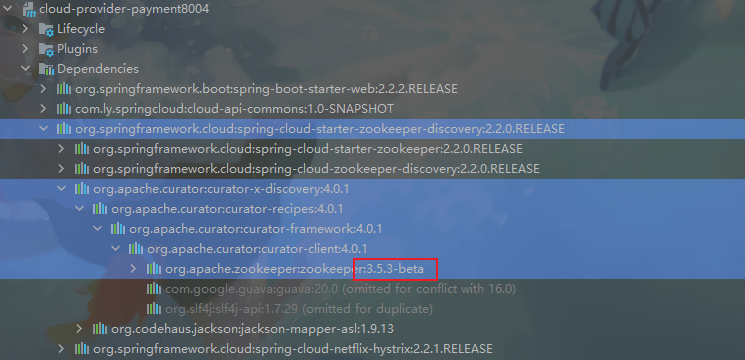 cloud-provider-payment8004
Lifecycle
Plugins
Dependencies
org.springframework.boot:spring-boot-starter-web:2.2.2.RELEASE
com.ly.springcloud:cloud-api-commons:1.0-SNAPSHOT
org.springframework.cloud:spring-cloud-starter-zookeeper-discovery:2.2.0.RELEASE
org.springframework.cloud:spring-cloud-starter-zookeeper:2.2.0.RELEASE
org.springframework.cloud:spring-cloud-zookeeper-discovery:2.2.0.RELEASE
org.apache.curator:curator-x-discovery:4.0.1
org.apache.curator:curator-recipes:4.0.1
org.apache.curator:curator-framework:4.0.1
org.apache.curator:curator-client:4.0.1
org.apache.zookeeper:zookeeper:3.5.3-beta
com.google.guava:guava:20.0 (omitted for conflict with 16.0)
org.slf4j:slf4j-api:1.7.29 (omitted for duplicate)
org.codehaus.jackson:jackson-mapper-asl:1.9.13
org.springframework.cloud:spring-cloud-netflix-hystrix:2.2.1.RELEASE